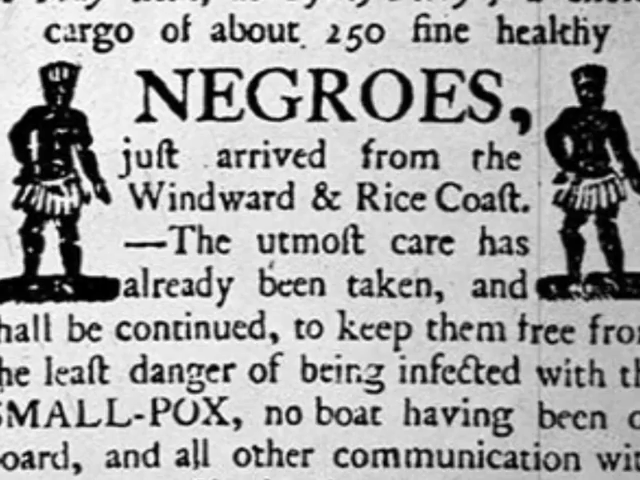 cargo of about 250 fine healthy
NEGROES,
juſt arrived from the
Windward & Rice Coaſt.
—The utmoſt care has
already been taken, and
hall be continued, to keep them free fro
he leaſt danger of being infected with th
SMALL-POX, no boat having been o
oard, and all other communication wit